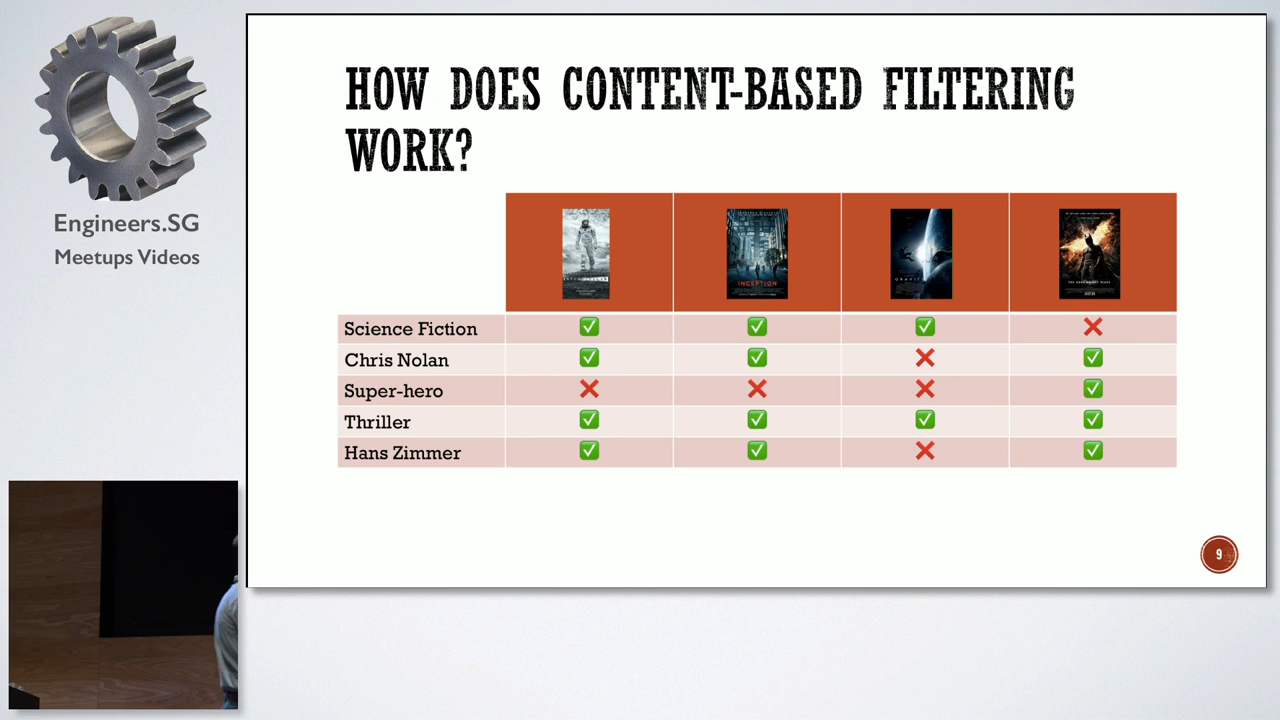 Engineers.SG
Meetups Videos
HOW DOES CONTENT-BASED FILTERING
WORK?
INCEPTION
Science Fiction
Chris Nolan
Super-hero
Thriller
Hans Zimmer
9